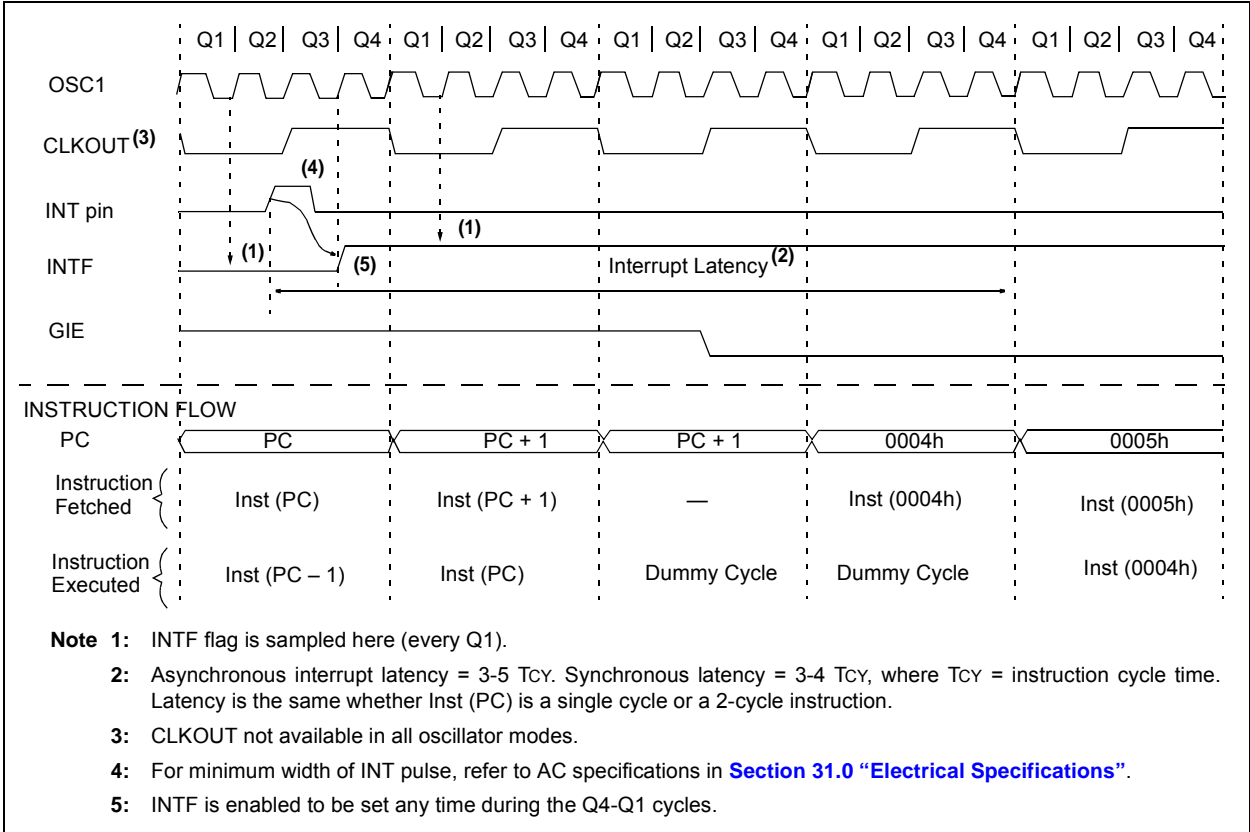 Q1 | Q2 | Q3 | Q4 Q1 | Q2 | Q3 | Q4 Q1 | Q2 | Q3 | Q4 Q1 | Q2 | Q3 | Q4 Q1 | Q2 | Q3 | Q4
OSC1
CLKOUT(3)
(4)
INT pin
(1)
(1)
INTF
(5)
Interrupt Latency(2)
GIE
INSTRUCTION FLOW
PC PC PC + 1 PC + 1 0004h 0005h
Instruction
Fetched
Inst (PC) Inst (PC + 1) — Inst (0004h) Inst (0005h)
Instruction
Executed
Inst (PC – 1) Inst (PC) Dummy Cycle Dummy Cycle Inst (0004h)
Note 1: INTF flag is sampled here (every Q1).
2: Asynchronous interrupt latency = 3-5 TCY. Synchronous latency = 3-4 TCY, where TCY = instruction cycle time.
Latency is the same whether Inst (PC) is a single cycle or a 2-cycle instruction.
3: CLKOUT not available in all oscillator modes.
4: For minimum width of INT pulse, refer to AC specifications in Section 31.0 “Electrical Specifications”.
5: INTF is enabled to be set any time during the Q4-Q1 cycles.